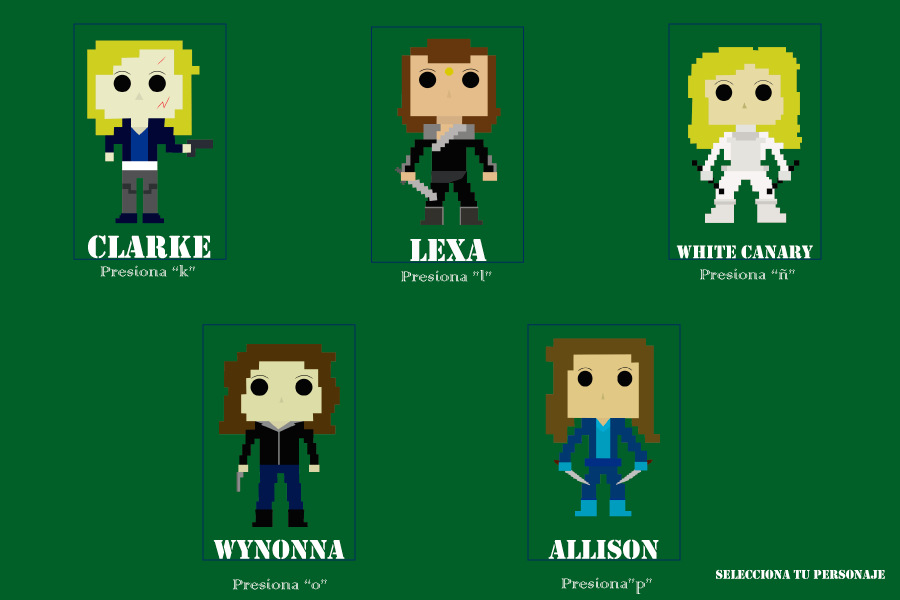 CLARKE
Presiona “k”
LEXA
Presiona ”l”
WHITE CANARY
Presiona “ñ”
WYNONNA
Presiona “o”
ALLISON
Presiona”p”
SELECCIONA TU PERSONAJE